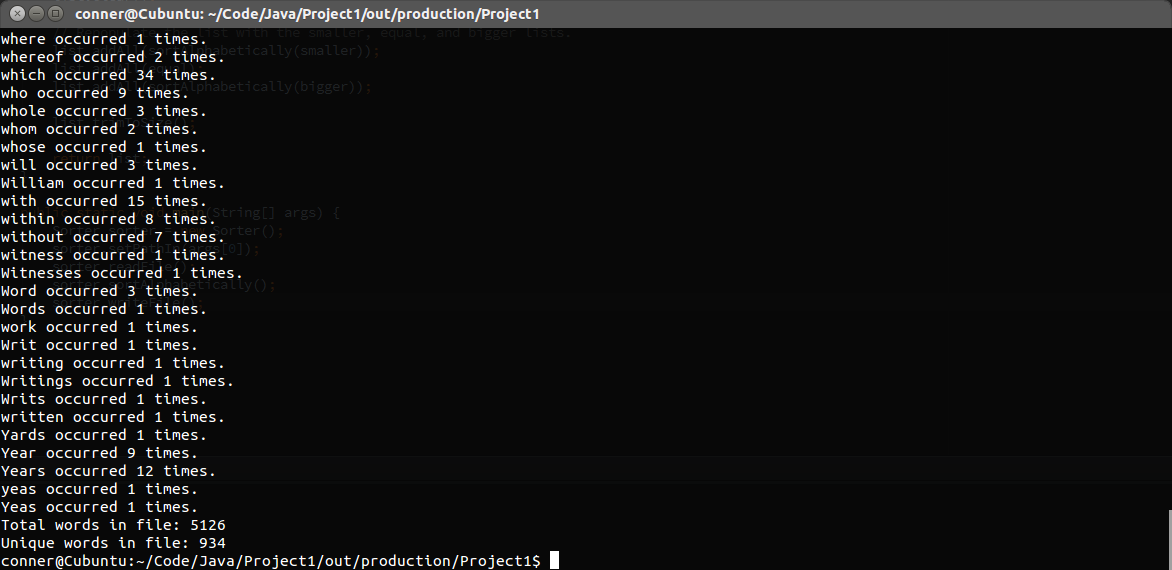 conner@Cubuntu: ~/Code/Java/Project1/out/production/Project1
where occurred 1 times.
whereof occurred 2 times.
which occurred 34 times.
who occurred 9 times.
whole occurred 3 times.
whom occurred 2 times.
whose occurred 1 times.
will occurred 3 times.
William occurred 1 times.
with occurred 15 times.
within occurred 8 times.
without occurred 7 times.
witness occurred 1 times.
Witnesses occurred 1 times.
Word occurred 3 times.
Words occurred 1 times.
work occurred 1 times.
Writ occurred 1 times.
writing occurred 1 times.
Writings occurred 1 times.
Writs occurred 1 times.
written occurred 1 times.
Yards occurred 1 times.
Year occurred 9 times.
Years occurred 12 times.
yeas occurred 1 times.
Yeas occurred 1 times.
Total words in file: 5126
Unique words in file: 934
conner@Cubuntu:~/Code/Java/Project1/out/production/Project1$